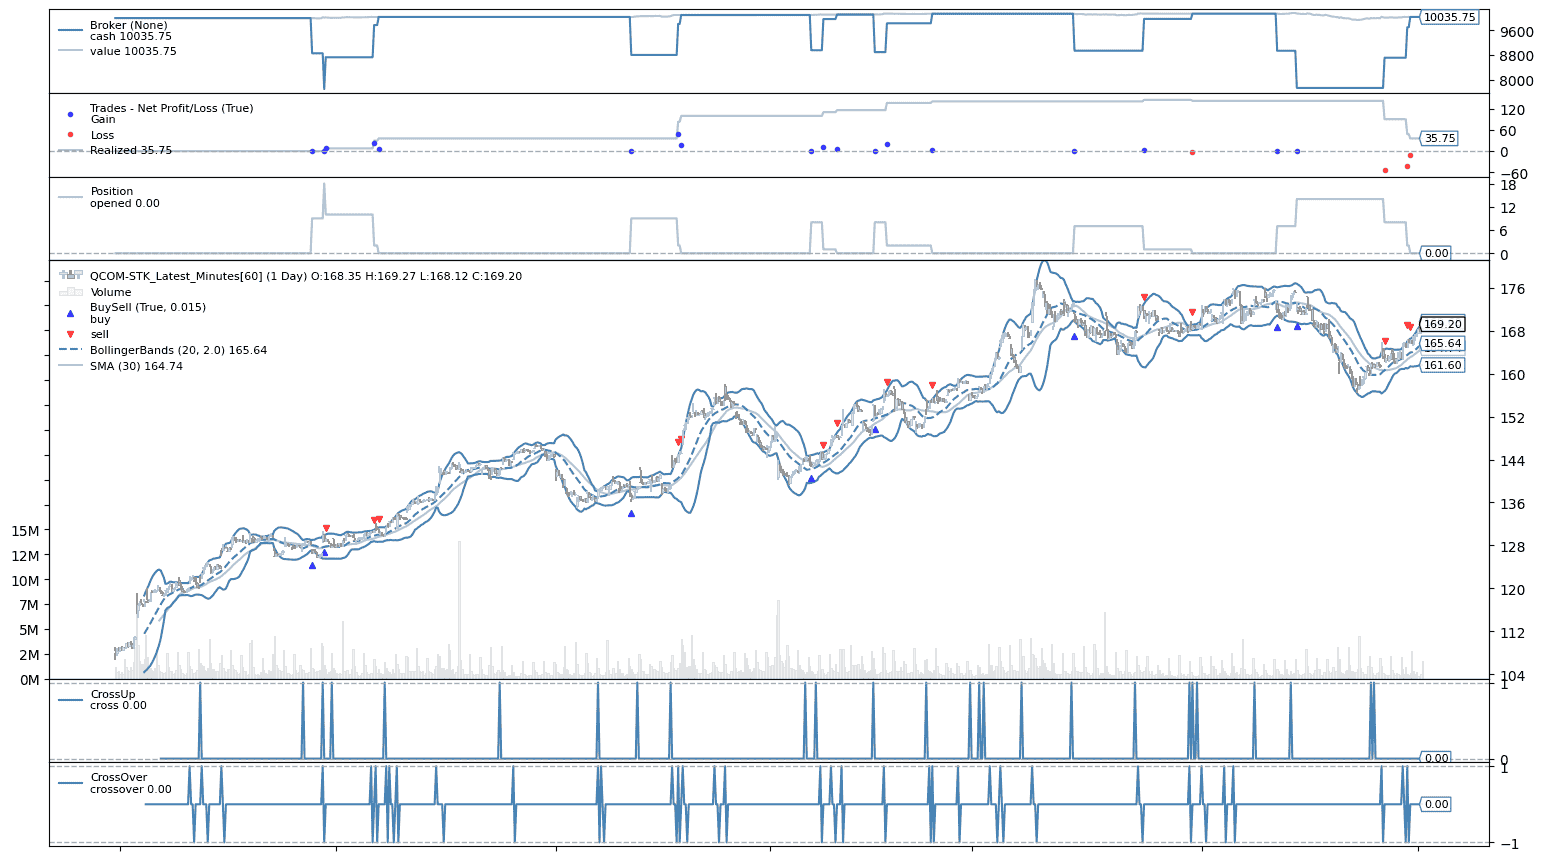 Broker (None)
cash 10035.75
value 10035.75
10035.75
9600
8800
8000
Trades - Net Profit/Loss (True)
Gain
Loss
Realized 35.75
120
60
35.75
0
−60
Position
opened 0.00
18
12
6
0.00
0
QCOM-STK_Latest_Minutes[60] (1 Day) O:168.35 H:169.27 L:168.12 C:169.20
Volume
BuySell (True, 0.015)
buy
sell
BollingerBands (20, 2.0) 165.64
SMA (30) 164.74
176
169.20
168
165.64
161.60
160
152
144
136
128
120
112
104
15M
12M
10M
7M
5M
2M
0M
CrossUp
cross 0.00
1
0.00
0
CrossOver
crossover 0.00
1
0.00
−1